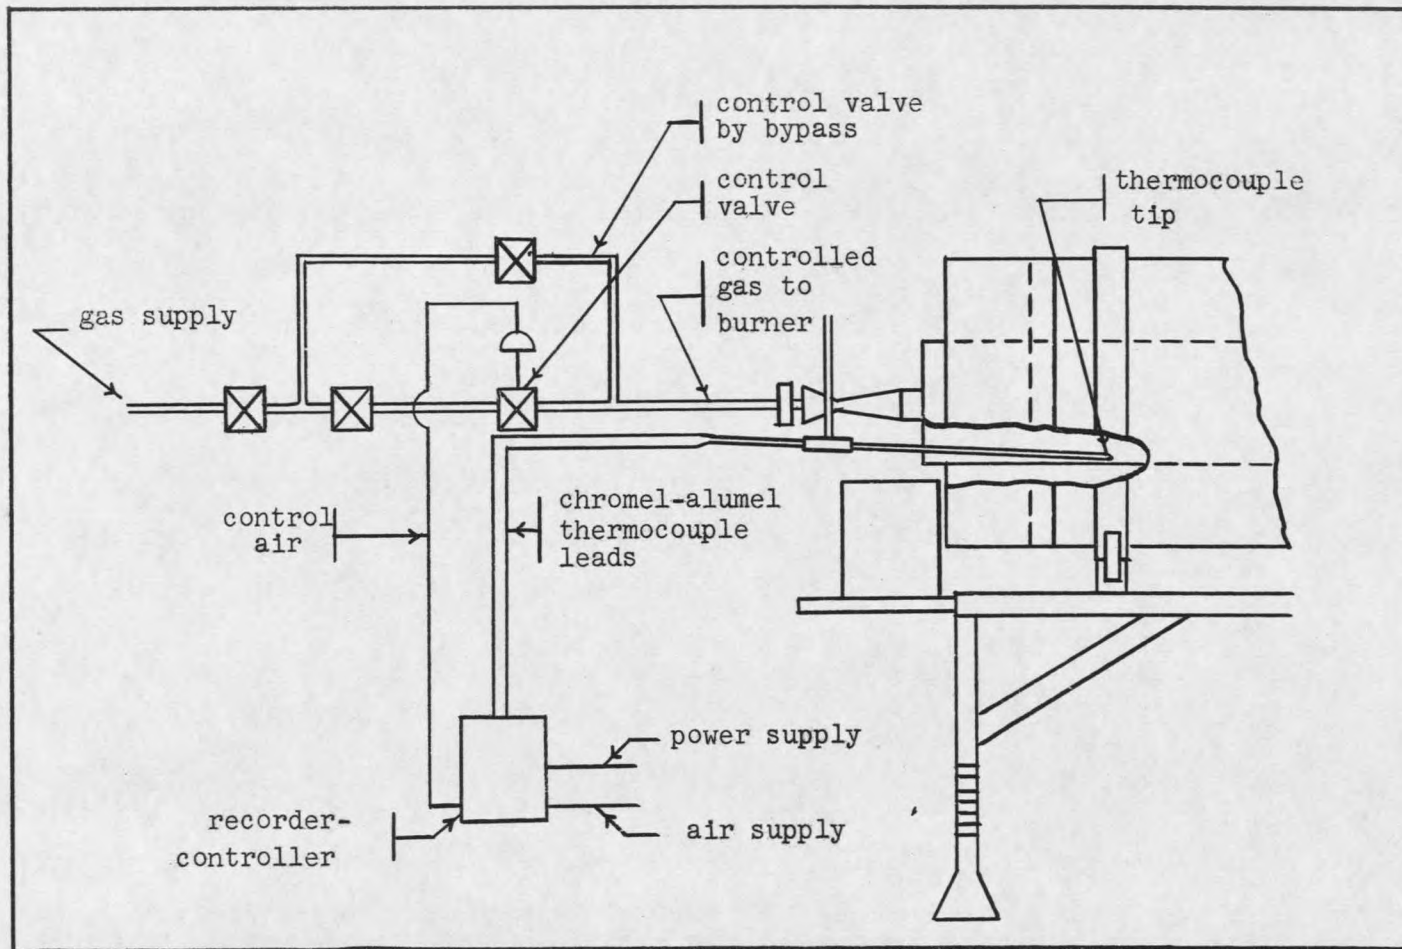 control valve
by bypass
control
valve
thermocouple
tip
controlled
gas to
burner
gas supply
control
air
chromel-alumel
thermocouple
leads
power supply
air supply
recorder-
controller